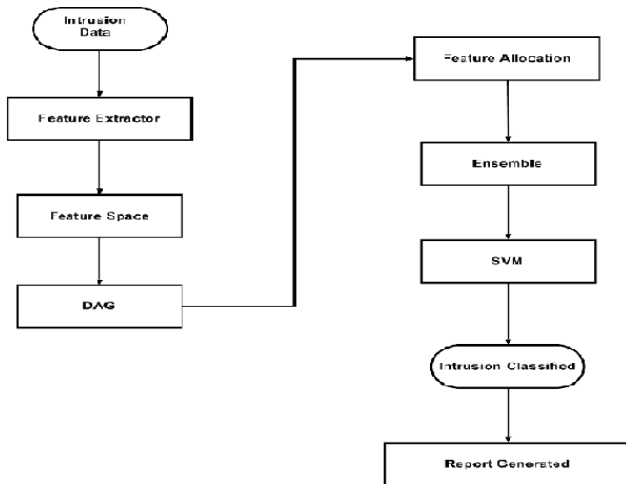 Intrusion
Data
Feature Extractor
Feature Space
DAG
Feature Allocation
Ensemble
SVM
Intrusion Classified
Report Generated